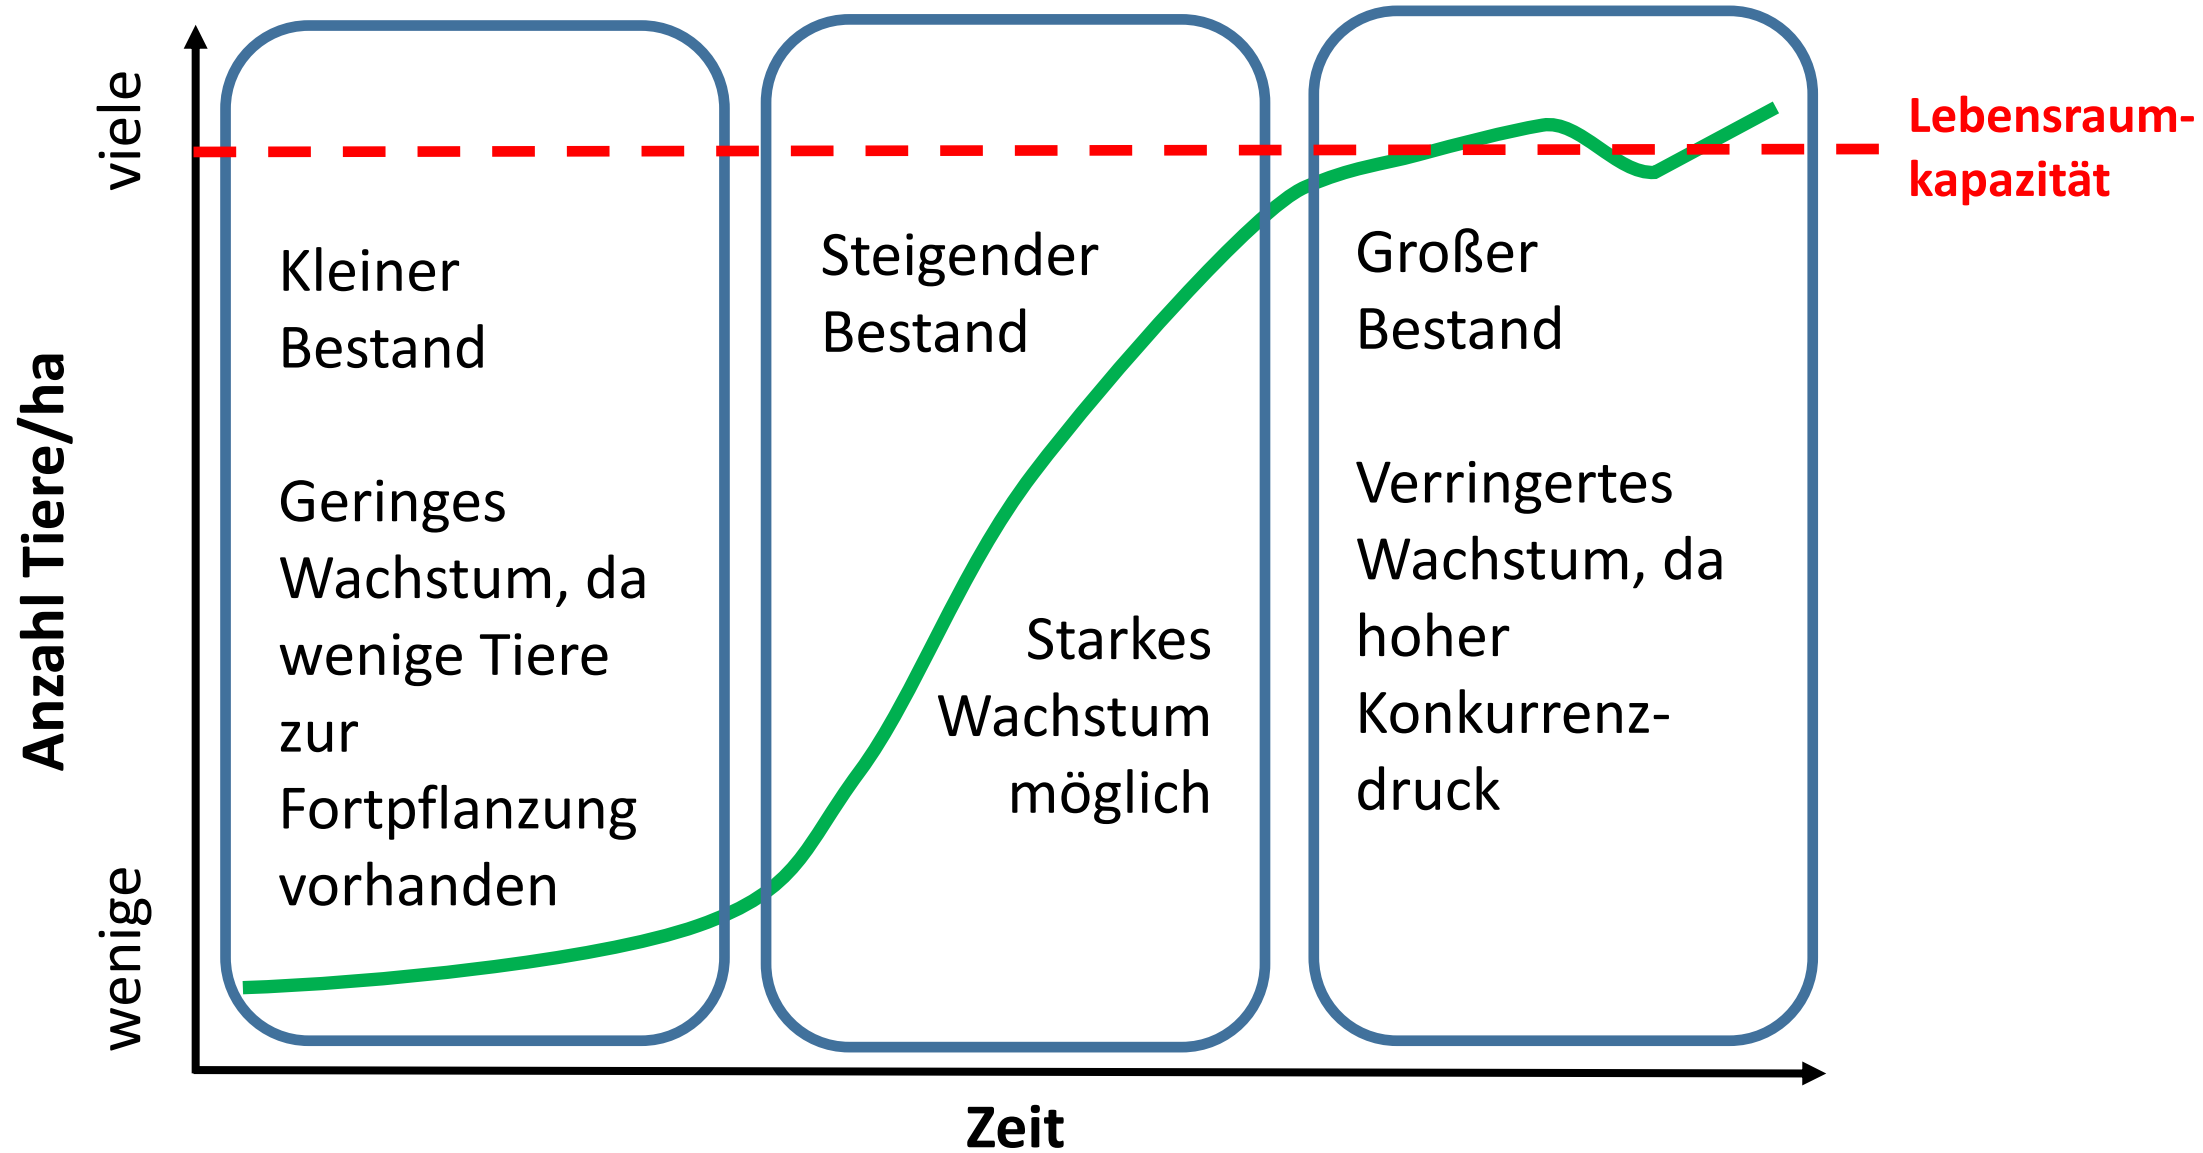 viele
wenige
Anzahl Tiere/ha
Kleiner
Bestand
Geringes
Wachstum, da
wenige Tiere
zur
Fortpflanzung
vorhanden
Steigender
Bestand
Starkes
Wachstum
möglich
Großer
Bestand
Verringertes
Wachstum, da
hoher
Konkurrenz-
druck
Lebensraum-
kapazität
Zeit